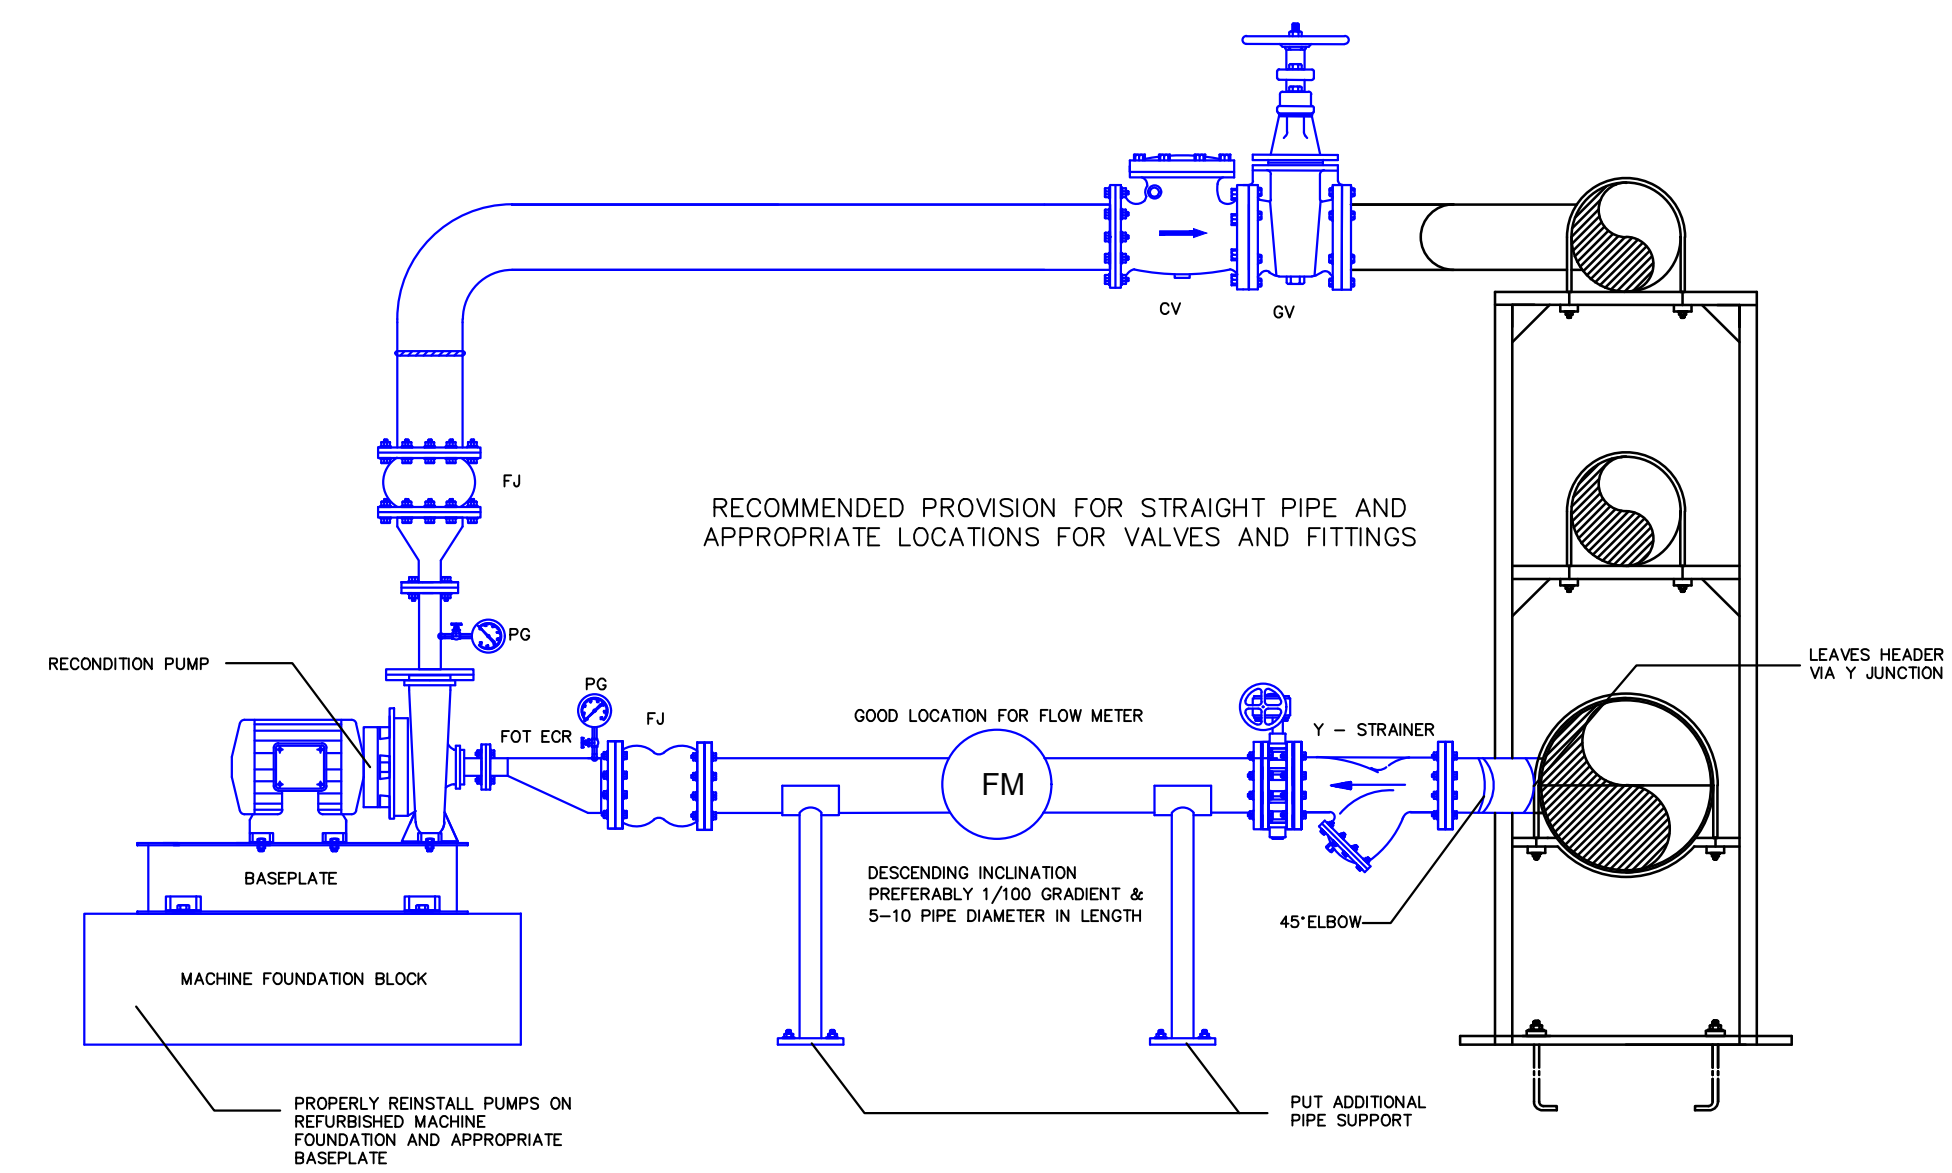 CV
GV
FJ
RECOMMENDED PROVISION FOR STRAIGHT PIPE AND
APPROPRIATE LOCATIONS FOR VALVES AND FITTINGS
PG
RECONDITION PUMP
LEAVES HEADER
VIA Y JUNCTION
PG
FJ
GOOD LOCATION FOR FLOW METER
FOT ECR
Y - STRAINER
FM
BASEPLATE
DESCENDING INCLINATION
PREFERABLY 1/100 GRADIENT &
5-10 PIPE DIAMETER IN LENGTH
45°ELBOW
MACHINE FOUNDATION BLOCK
PROPERLY REINSTALL PUMPS ON
REFURBISHED MACHINE
FOUNDATION AND APPROPRIATE
BASEPLATE
PUT ADDITIONAL
PIPE SUPPORT